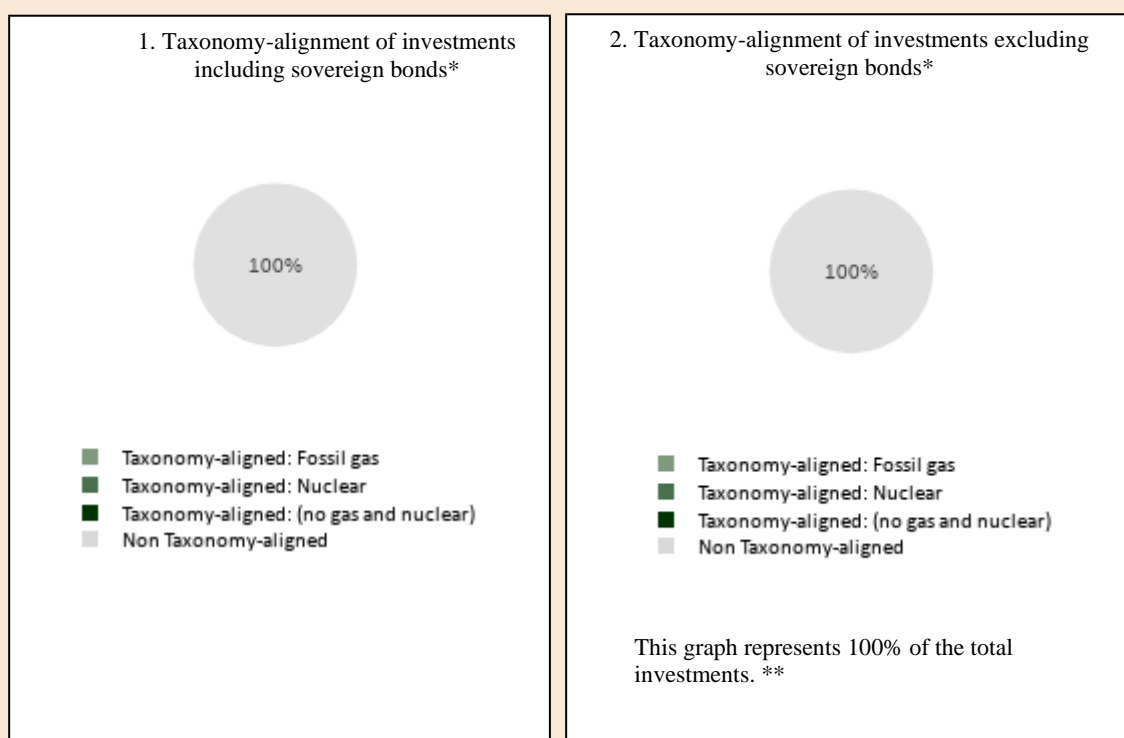 1. Taxonomy-alignment of investments
including sovereign bonds*
100%
Taxonomy-aligned: Fossil gas
Taxonomy-aligned: Nuclear
Taxonomy-aligned: (no gas and nuclear)
Non Taxonomy-aligned
2. Taxonomy-alignment of investments excluding
sovereign bonds*
100%
Taxonomy-aligned: Fossil gas
Taxonomy-aligned: Nuclear
Taxonomy-aligned: (no gas and nuclear)
Non Taxonomy-aligned
This graph represents 100% of the total
investments. **